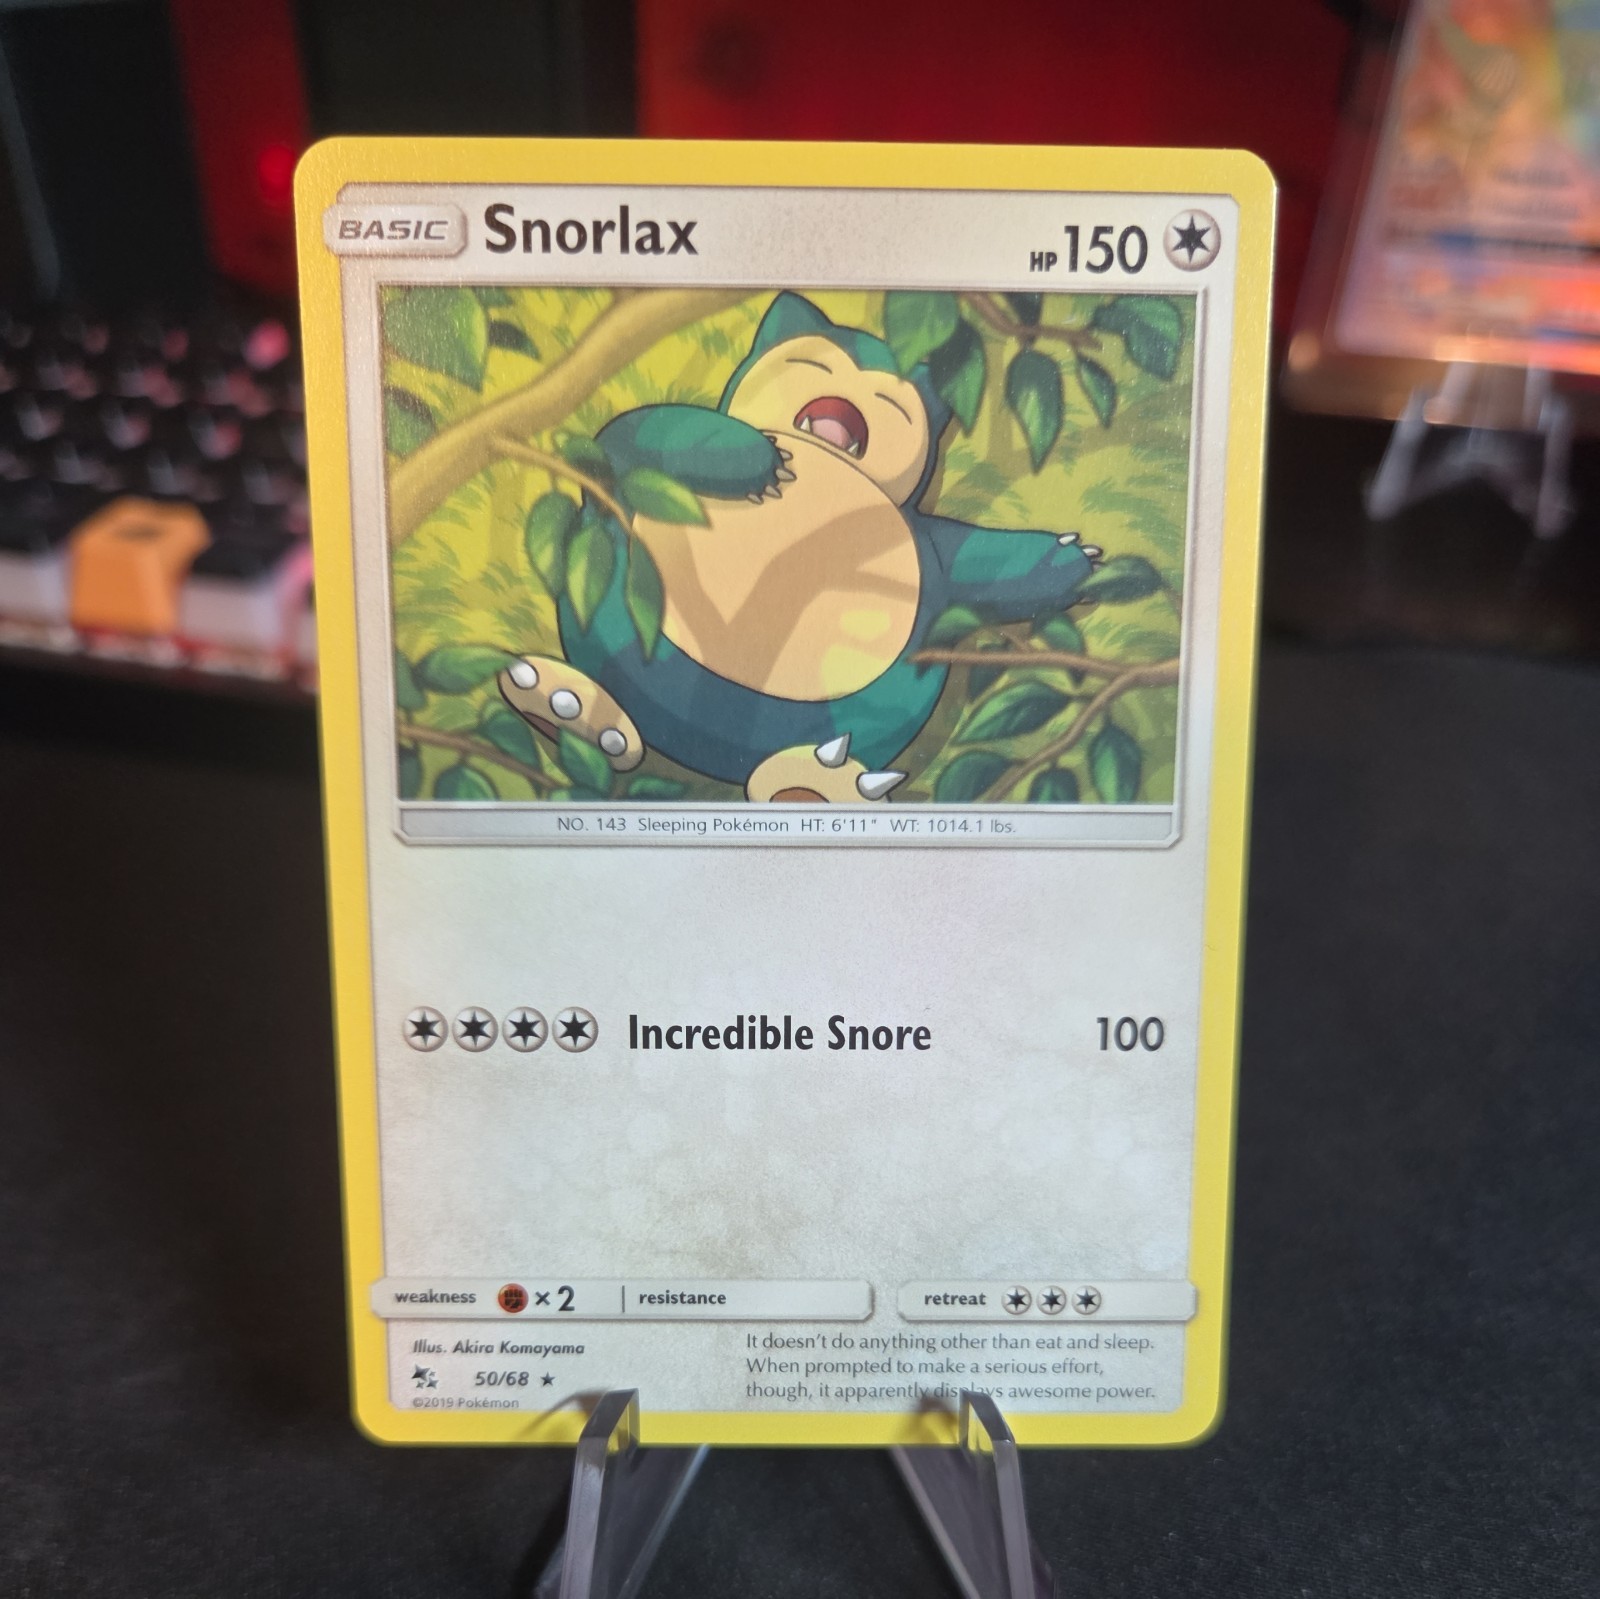 BASIC Snorlax HP 150
NO. 143 Sleeping Pokémon HT: 6'11" WT: 1014.1 lbs.
Incredible Snore 100
weakness ×2 resistance retreat
Illus. Akira Komayama
50/68 ★
©2019 Pokémon
It doesn't do anything other than eat and sleep.
When prompted to make a serious effort,
though, it apparently displays awesome power.